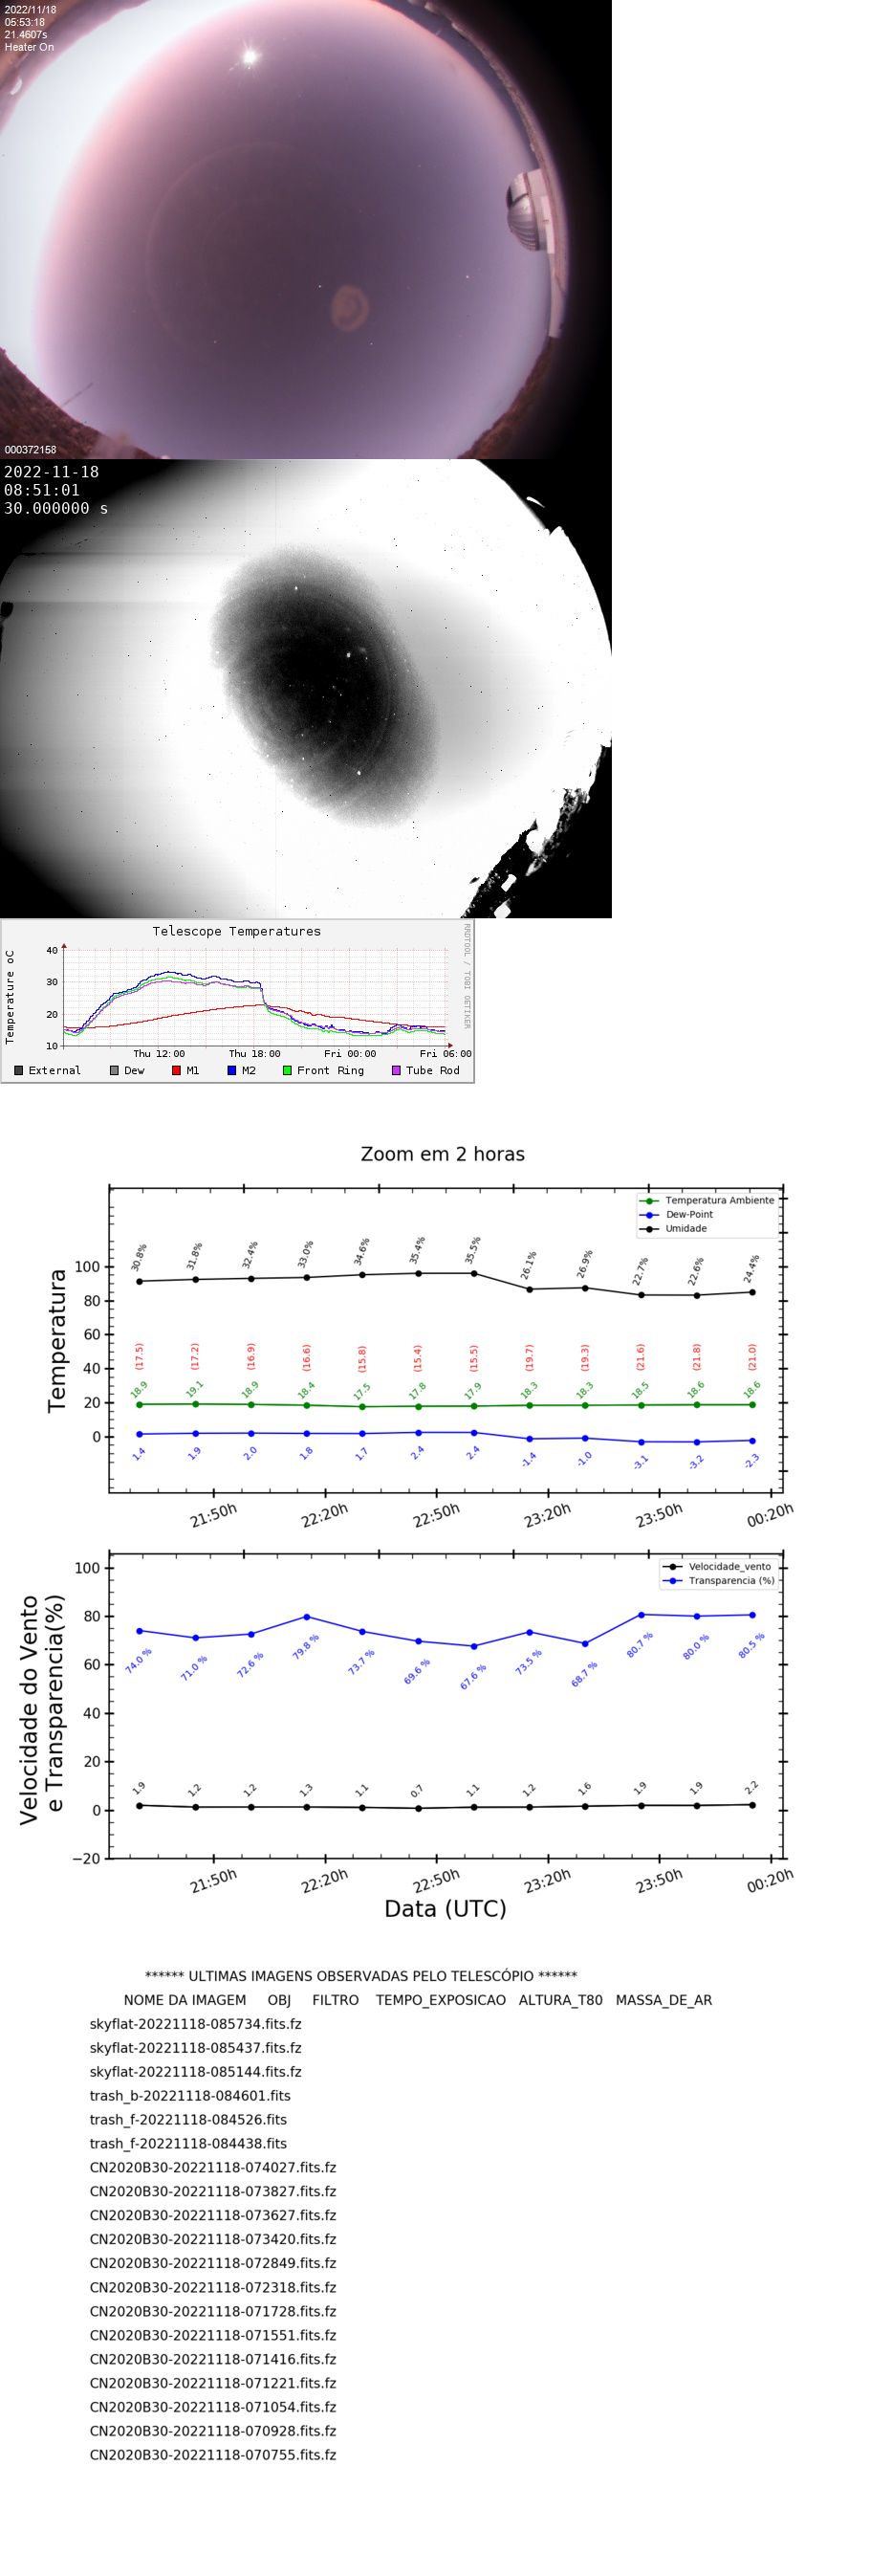 2022/11/18
05:53:18
21.4607s
Heater On
000372158
2022-11-18
08:51:01
30.000000 s
Telescope Temperatures
Temperature oC
RRDTOOL / TOBI OETIKER
40
30
20
10
Thu 12:00 Thu 18:00 Fri 00:00 Fri 06:00
External Dew M1 M2 Front Ring Tube Rod
Zoom em 2 horas
Temperatura Ambiente
Dew-Point
Umidade
Temperatura
100
80
60
40
20
0
30.8% 31.8% 32.4% 33.0% 34.6% 35.4% 35.5% 26.1% 26.9% 22.7% 22.6% 24.4%
(17.5) (17.2) (16.9) (16.6) (15.8) (15.4) (15.5) (19.7) (19.3) (21.6) (21.8) (21.0)
18.9 19.1 18.9 18.4 17.5 17.8 17.9 18.3 18.3 18.5 18.6 18.6
1.4 1.9 2.0 1.8 1.7 2.4 2.4 -1.4 -1.0 -3.1 -3.2 -2.3
21:50h 22:20h 22:50h 23:20h 23:50h 00:20h
Velocidade_vento
Transparencia (%)
Velocidade do Vento
e Transparencia(%)
100
80
60
40
20
0
−20
74.0 % 71.0 % 72.6 % 79.8 % 73.7 % 69.6 % 67.6 % 73.5 % 68.7 % 80.7 % 80.0 % 80.5 %
1.9 1.2 1.2 1.3 1.1 0.7 1.1 1.2 1.6 1.9 1.9 2.2
21:50h 22:20h 22:50h 23:20h 23:50h 00:20h
Data (UTC)
****** ULTIMAS IMAGENS OBSERVADAS PELO TELESCÓPIO ******
NOME DA IMAGEM OBJ FILTRO TEMPO_EXPOSICAO ALTURA_T80 MASSA_DE_AR
skyflat-20221118-085734.fits.fz
skyflat-20221118-085437.fits.fz
skyflat-20221118-085144.fits.fz
trash_b-20221118-084601.fits
trash_f-20221118-084526.fits
trash_f-20221118-084438.fits
CN2020B30-20221118-074027.fits.fz
CN2020B30-20221118-073827.fits.fz
CN2020B30-20221118-073627.fits.fz
CN2020B30-20221118-073420.fits.fz
CN2020B30-20221118-072849.fits.fz
CN2020B30-20221118-072318.fits.fz
CN2020B30-20221118-071728.fits.fz
CN2020B30-20221118-071551.fits.fz
CN2020B30-20221118-071416.fits.fz
CN2020B30-20221118-071221.fits.fz
CN2020B30-20221118-071054.fits.fz
CN2020B30-20221118-070928.fits.fz
CN2020B30-20221118-070755.fits.fz